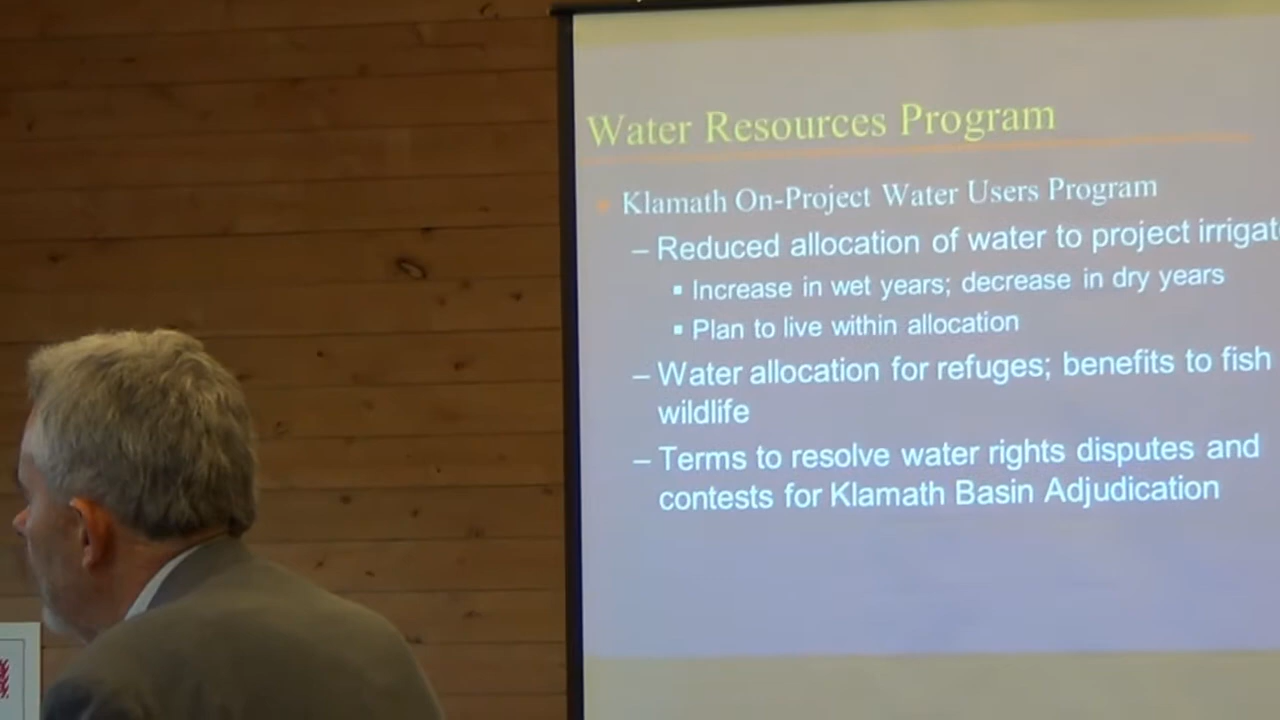 Water Resources Program
Klamath On-Project Water Users Program
– Reduced allocation of water to project irrigat
▪ Increase in wet years; decrease in dry years
▪ Plan to live within allocation
– Water allocation for refuges; benefits to fish
wildlife
– Terms to resolve water rights disputes and
contests for Klamath Basin Adjudication